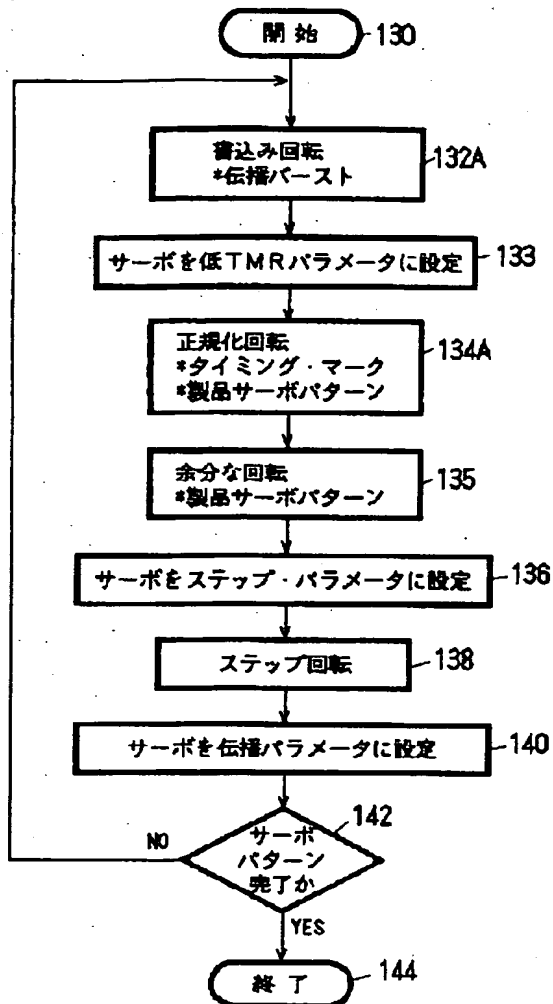 開始
130
書込み回転
*伝播バースト
132A
サーボを低TMRパラメータに設定
133
正規化回転
*タイミング・マーク
*製品サーボパターン
134A
余分な回転
*製品サーボパターン
135
サーボをステップ・パラメータに設定
136
ステップ回転
138
サーボを伝播パラメータに設定
140
142
サーボ
パターン
完了か
NO
YES
終了
144